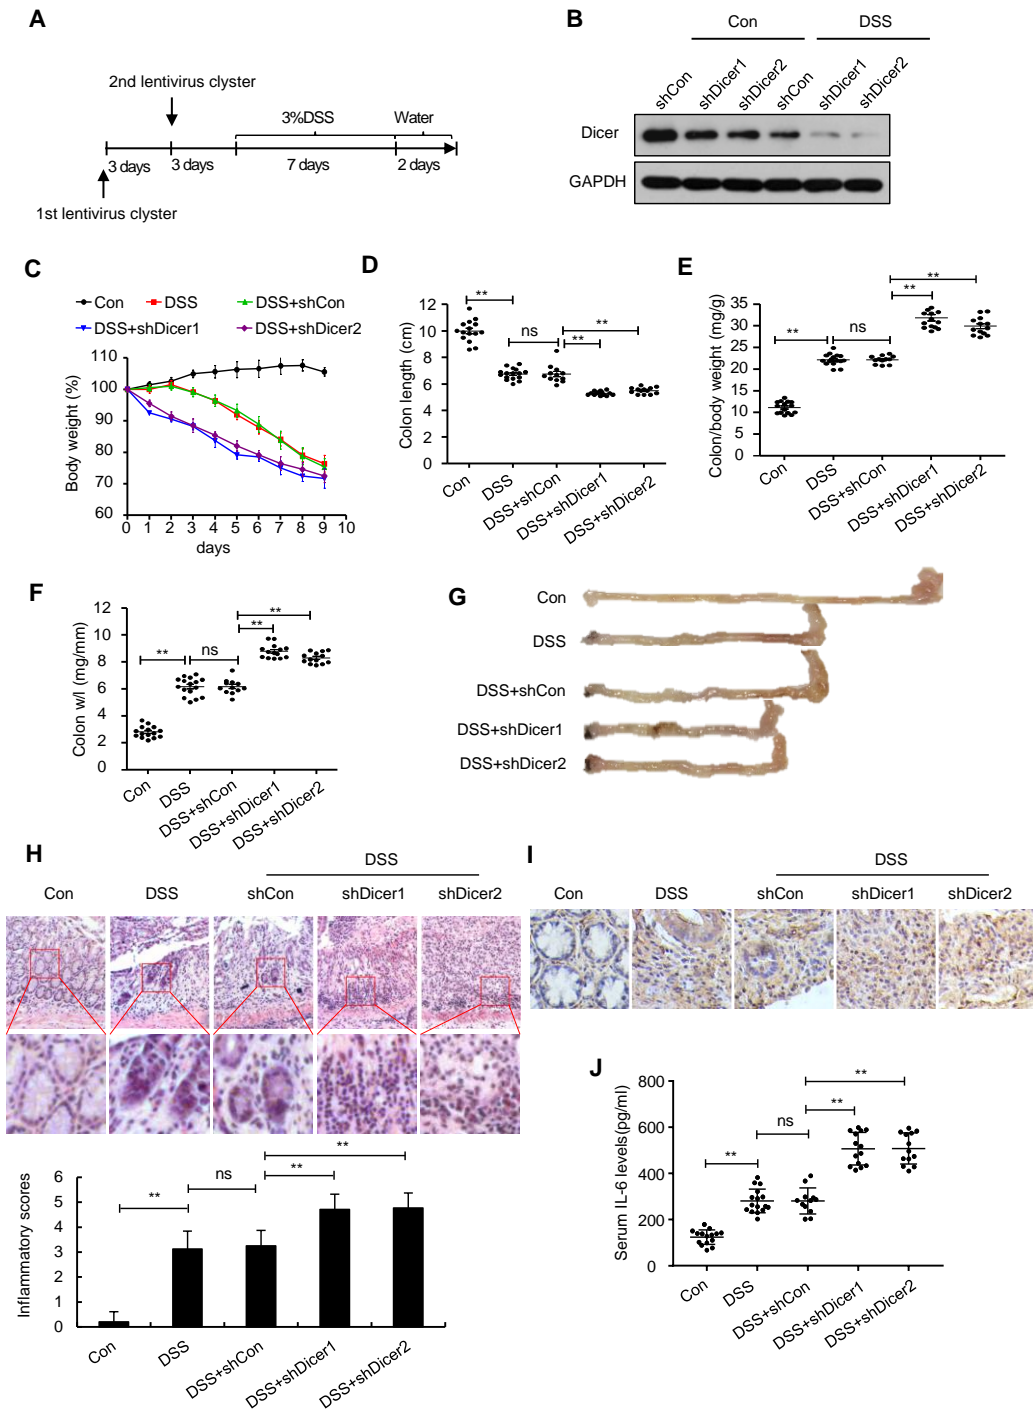 A
2nd lentivirus clyster
3%DSS
Water
3 days
3 days
7 days
2 days
1st lentivirus clyster
B
Con
DSS
shCon
shDicer1
shDicer2
shCon
shDicer1
shDicer2
Dicer
GAPDH
C
Con
DSS
DSS+shCon
DSS+shDicer1
DSS+shDicer2
Body weight (%)
110
100
90
80
70
60
0 1 2 3 4 5 6 7 8 9 10
days
D
Colon length (cm)
12
10
8
6
4
2
0
**
ns
**
**
Con
DSS
DSS+shCon
DSS+shDicer1
DSS+shDicer2
E
Colon/body weight (mg/g)
35
30
25
20
15
10
5
0
**
ns
**
**
Con
DSS
DSS+shCon
DSS+shDicer1
DSS+shDicer2
F
Colon w/l (mg/mm)
12
10
8
6
4
2
0
**
ns
**
**
Con
DSS
DSS+shCon
DSS+shDicer1
DSS+shDicer2
G
Con
DSS
DSS+shCon
DSS+shDicer1
DSS+shDicer2
H
DSS
Con
DSS
shCon
shDicer1
shDicer2
Inflammatory scores
6
5
4
3
2
1
0
**
ns
**
**
Con
DSS
DSS+shCon
DSS+shDicer1
DSS+shDicer2
I
DSS
Con
DSS
shCon
shDicer1
shDicer2
J
Serum IL-6 levels(pg/ml)
800
600
400
200
0
**
ns
**
**
Con
DSS
DSS+shCon
DSS+shDicer1
DSS+shDicer2